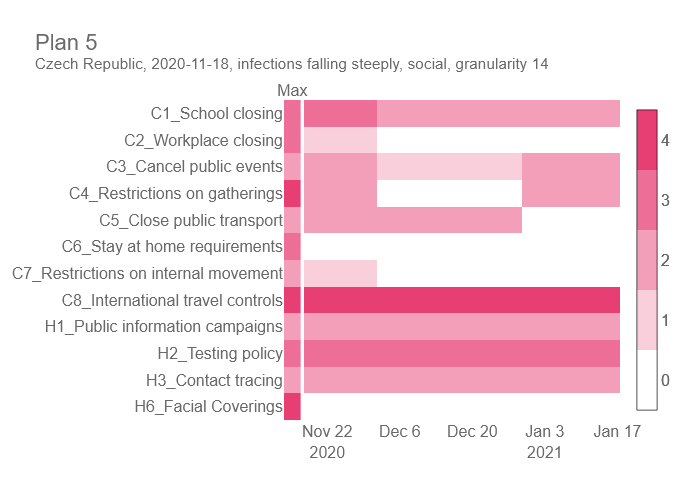 Plan 5
Czech Republic, 2020-11-18, infections falling steeply, social, granularity 14
Max
C1_School closing
C2_Workplace closing
C3_Cancel public events
C4_Restrictions on gatherings
C5_Close public transport
C6_Stay at home requirements
C7_Restrictions on internal movement
C8_International travel controls
H1_Public information campaigns
H2_Testing policy
H3_Contact tracing
H6_Facial Coverings
4
3
2
1
0
Nov 22 Dec 6 Dec 20 Jan 3 Jan 17
2020 2021